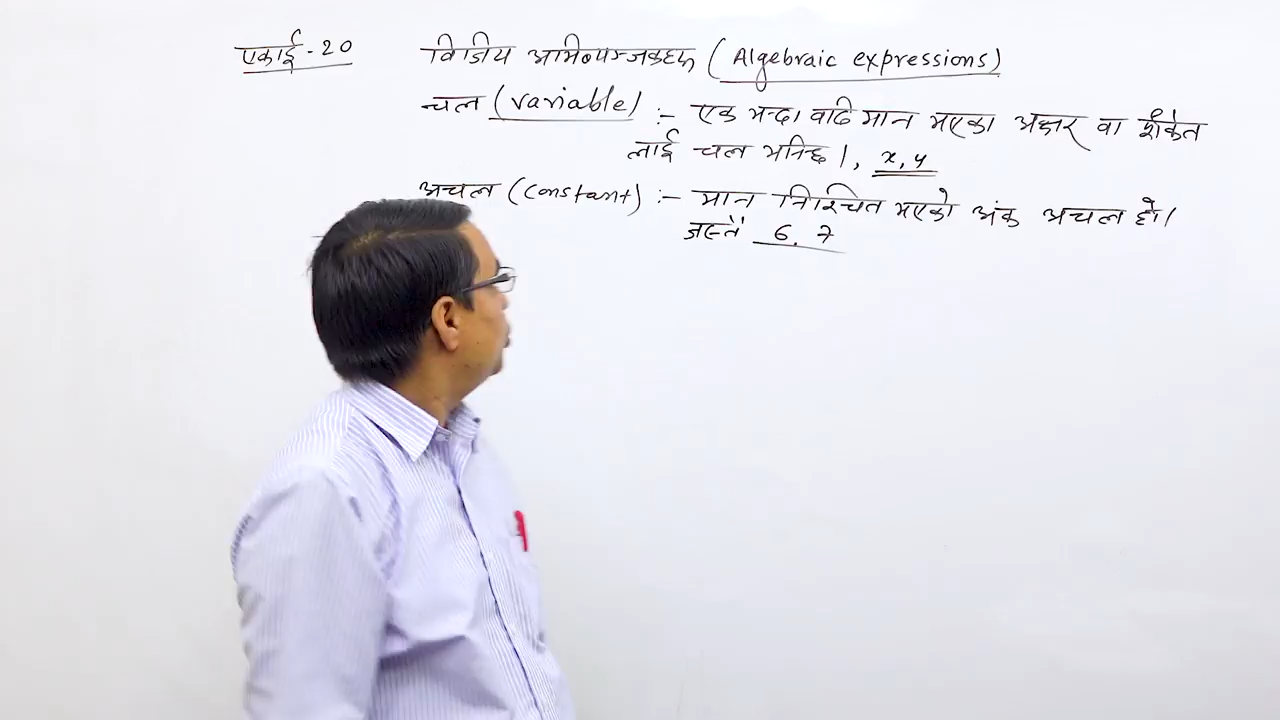 एकाई - 20 विजिय अभिव्यञ्जकहरू (Algebraic expressions)
चल (variable) :- एक भन्दा वढि मान भएका अक्षर वा संकेत
लाई चल भनिन्छ।, x, y
अचल (constant) :- मान निश्चित भएको अंक अचल हो।
जस्तै 6, 7